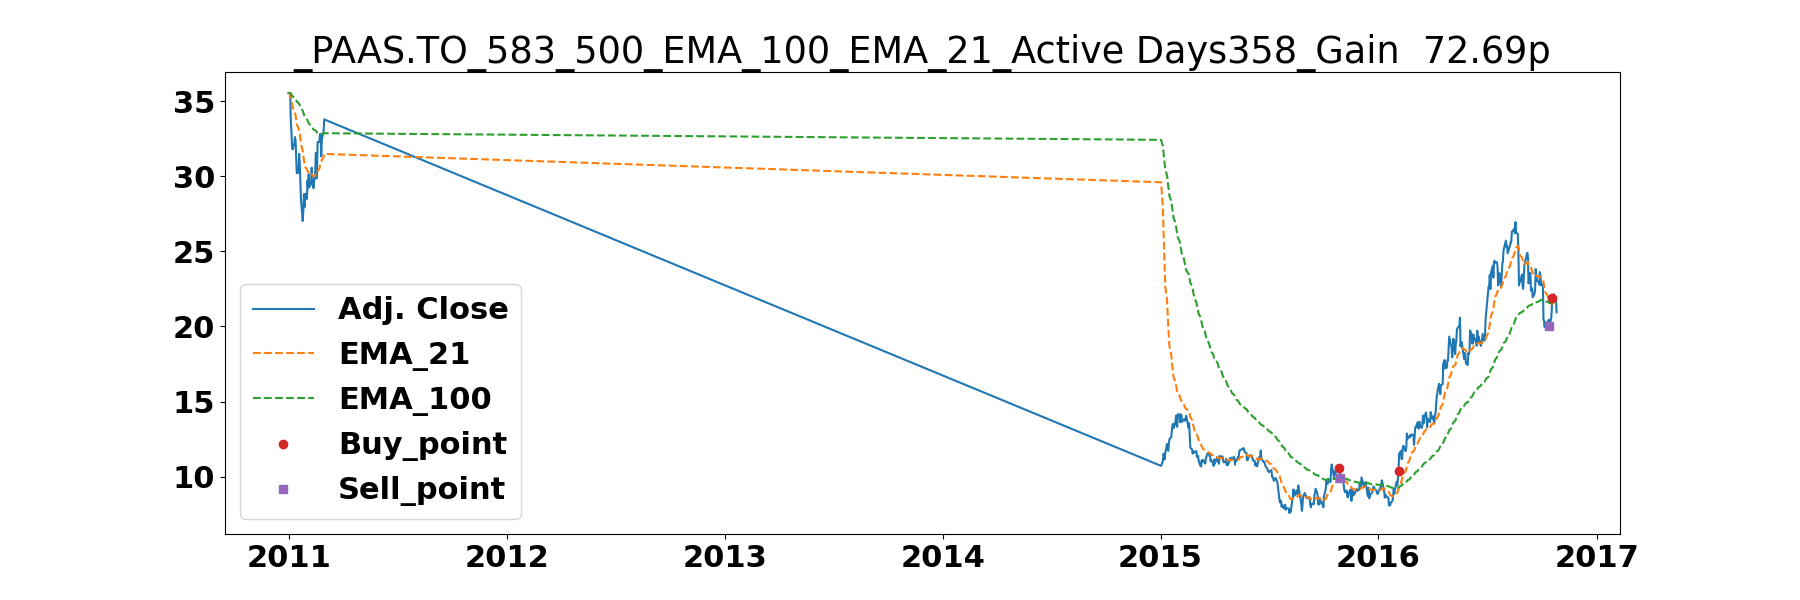 _PAAS.TO_583_500_EMA_100_EMA_21_Active Days358_Gain  72.69p
35
30
25
20
15
10
Adj. Close
EMA_21
EMA_100
Buy_point
Sell_point
2011 2012 2013 2014 2015 2016 2017